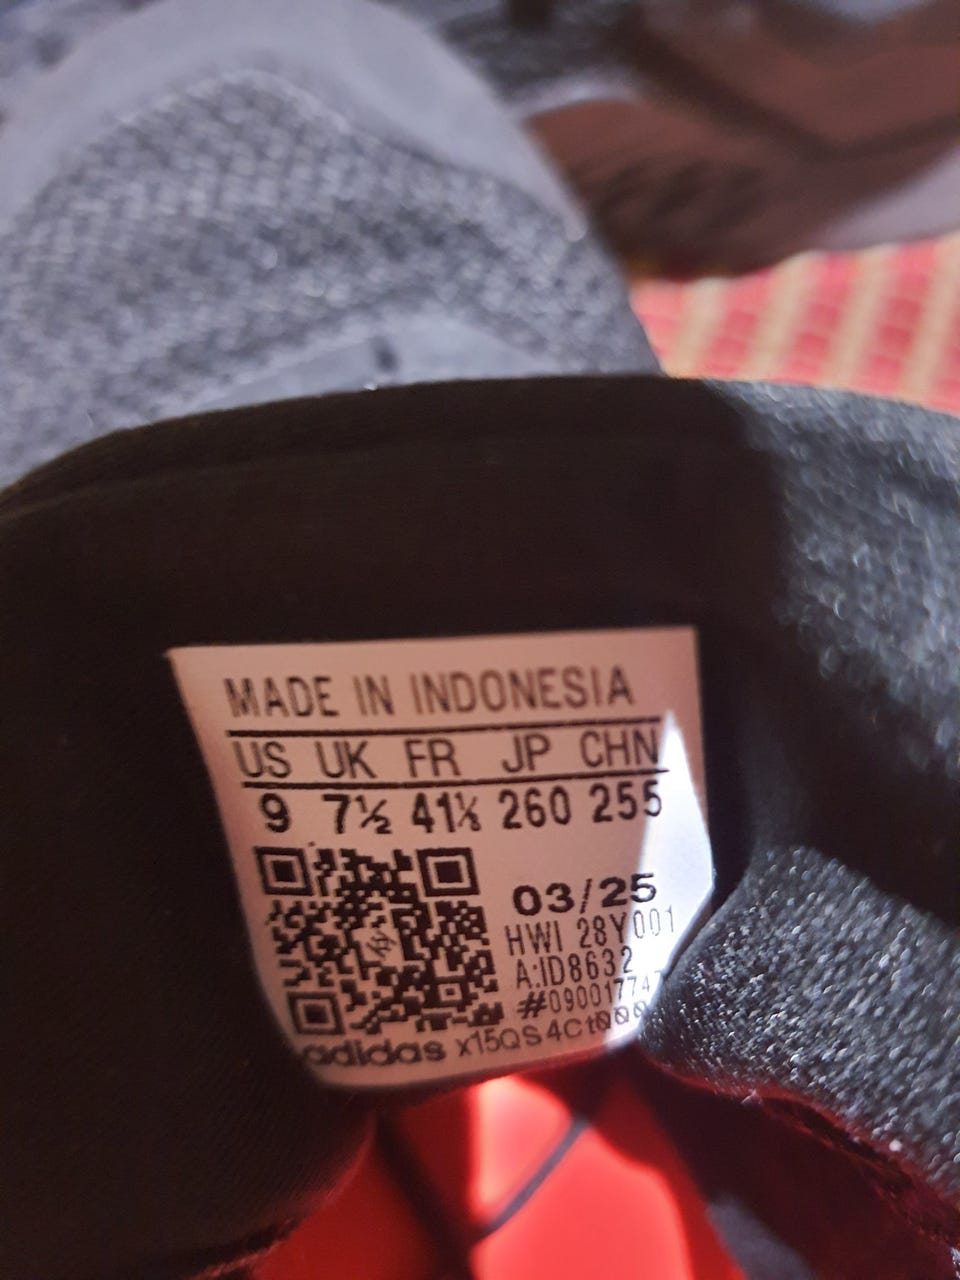 MADE IN INDONESIA
US UK FR JP CHN
9 7½ 41⅓ 260 255
03/25
HWI 28Y001
A:ID8632
adidas